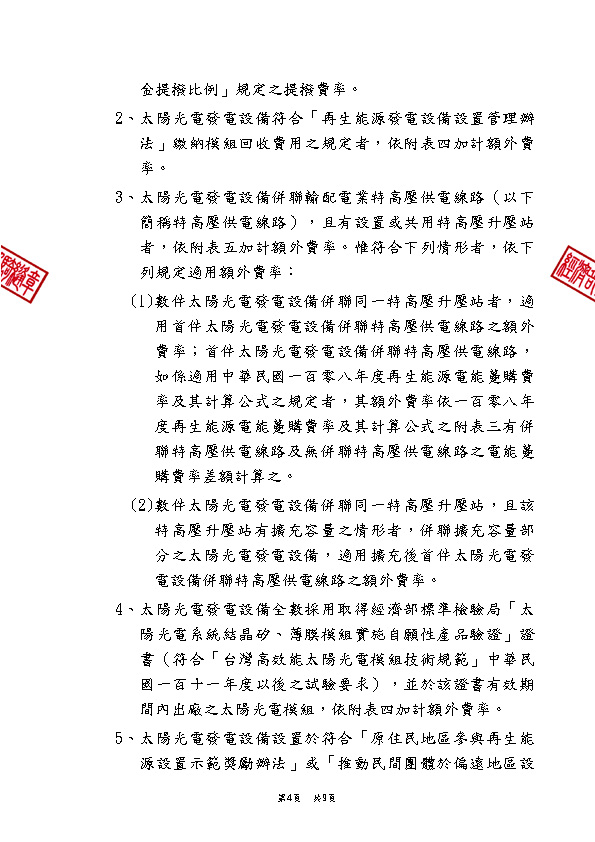 金提撥比例」規定之提撥費率。
2、太陽光電發電設備符合「再生能源發電設備設置管理辦
法」繳納模組回收費用之規定者，依附表四加計額外費
率。
3、太陽光電發電設備併聯輸配電業特高壓供電線路（以下
簡稱特高壓供電線路），且有設置或共用特高壓升壓站
者，依附表五加計額外費率。惟符合下列情形者，依下
列規定適用額外費率：
(1)數件太陽光電發電設備併聯同一特高壓升壓站者，適
用首件太陽光電發電設備併聯特高壓供電線路之額外
費率；首件太陽光電發電設備併聯特高壓供電線路，
如係適用中華民國一百零八年度再生能源電能躉購費
率及其計算公式之規定者，其額外費率依一百零八年
度再生能源電能躉購費率及其計算公式之附表三有併
聯特高壓供電線路及無併聯特高壓供電線路之電能躉
購費率差額計算之。
(2)數件太陽光電發電設備併聯同一特高壓升壓站，且該
特高壓升壓站有擴充容量之情形者，併聯擴充容量部
分之太陽光電發電設備，適用擴充後首件太陽光電發
電設備併聯特高壓供電線路之額外費率。
4、太陽光電發電設備全數採用取得經濟部標準檢驗局「太
陽光電系統結晶矽、薄膜模組實施自願性產品驗證」證
書（符合「台灣高效能太陽光電模組技術規範」中華民
國一百十一年度以後之試驗要求），並於該證書有效期
間內出廠之太陽光電模組，依附表四加計額外費率。
5、太陽光電發電設備設置於符合「原住民地區參與再生能
源設置示範獎勵辦法」或「推動民間團體於偏遠地區設
第4頁 共9頁
騎縫章
經濟部